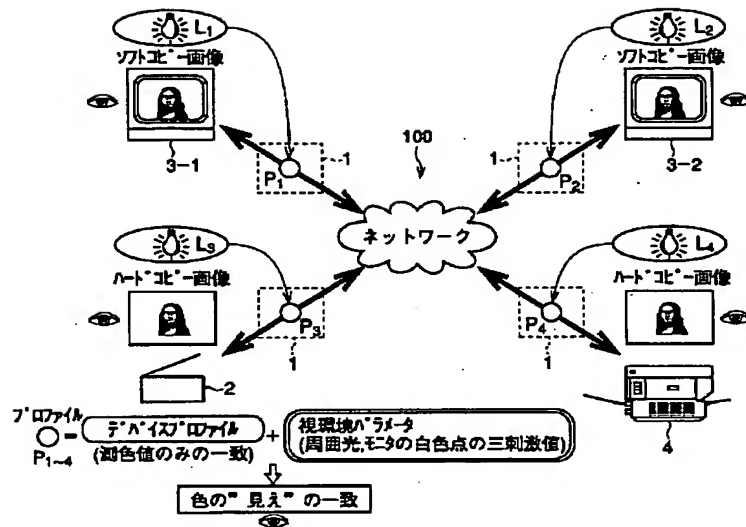 L₁
ソフトコピー画像
3-1
L₂
ソフトコピー画像
3-2
100
1
P₁
1
P₂
ネットワーク
L₃
ハードコピー画像
P₃
1
2
L₄
ハードコピー画像
P₄
1
4
プロファイル
P₁~₄
=
デバイスプロファイル
(測色値のみの一致)
+
視環境パラメータ
(周囲光,モニタの白色点の三刺激値)
色の"見え"の一致